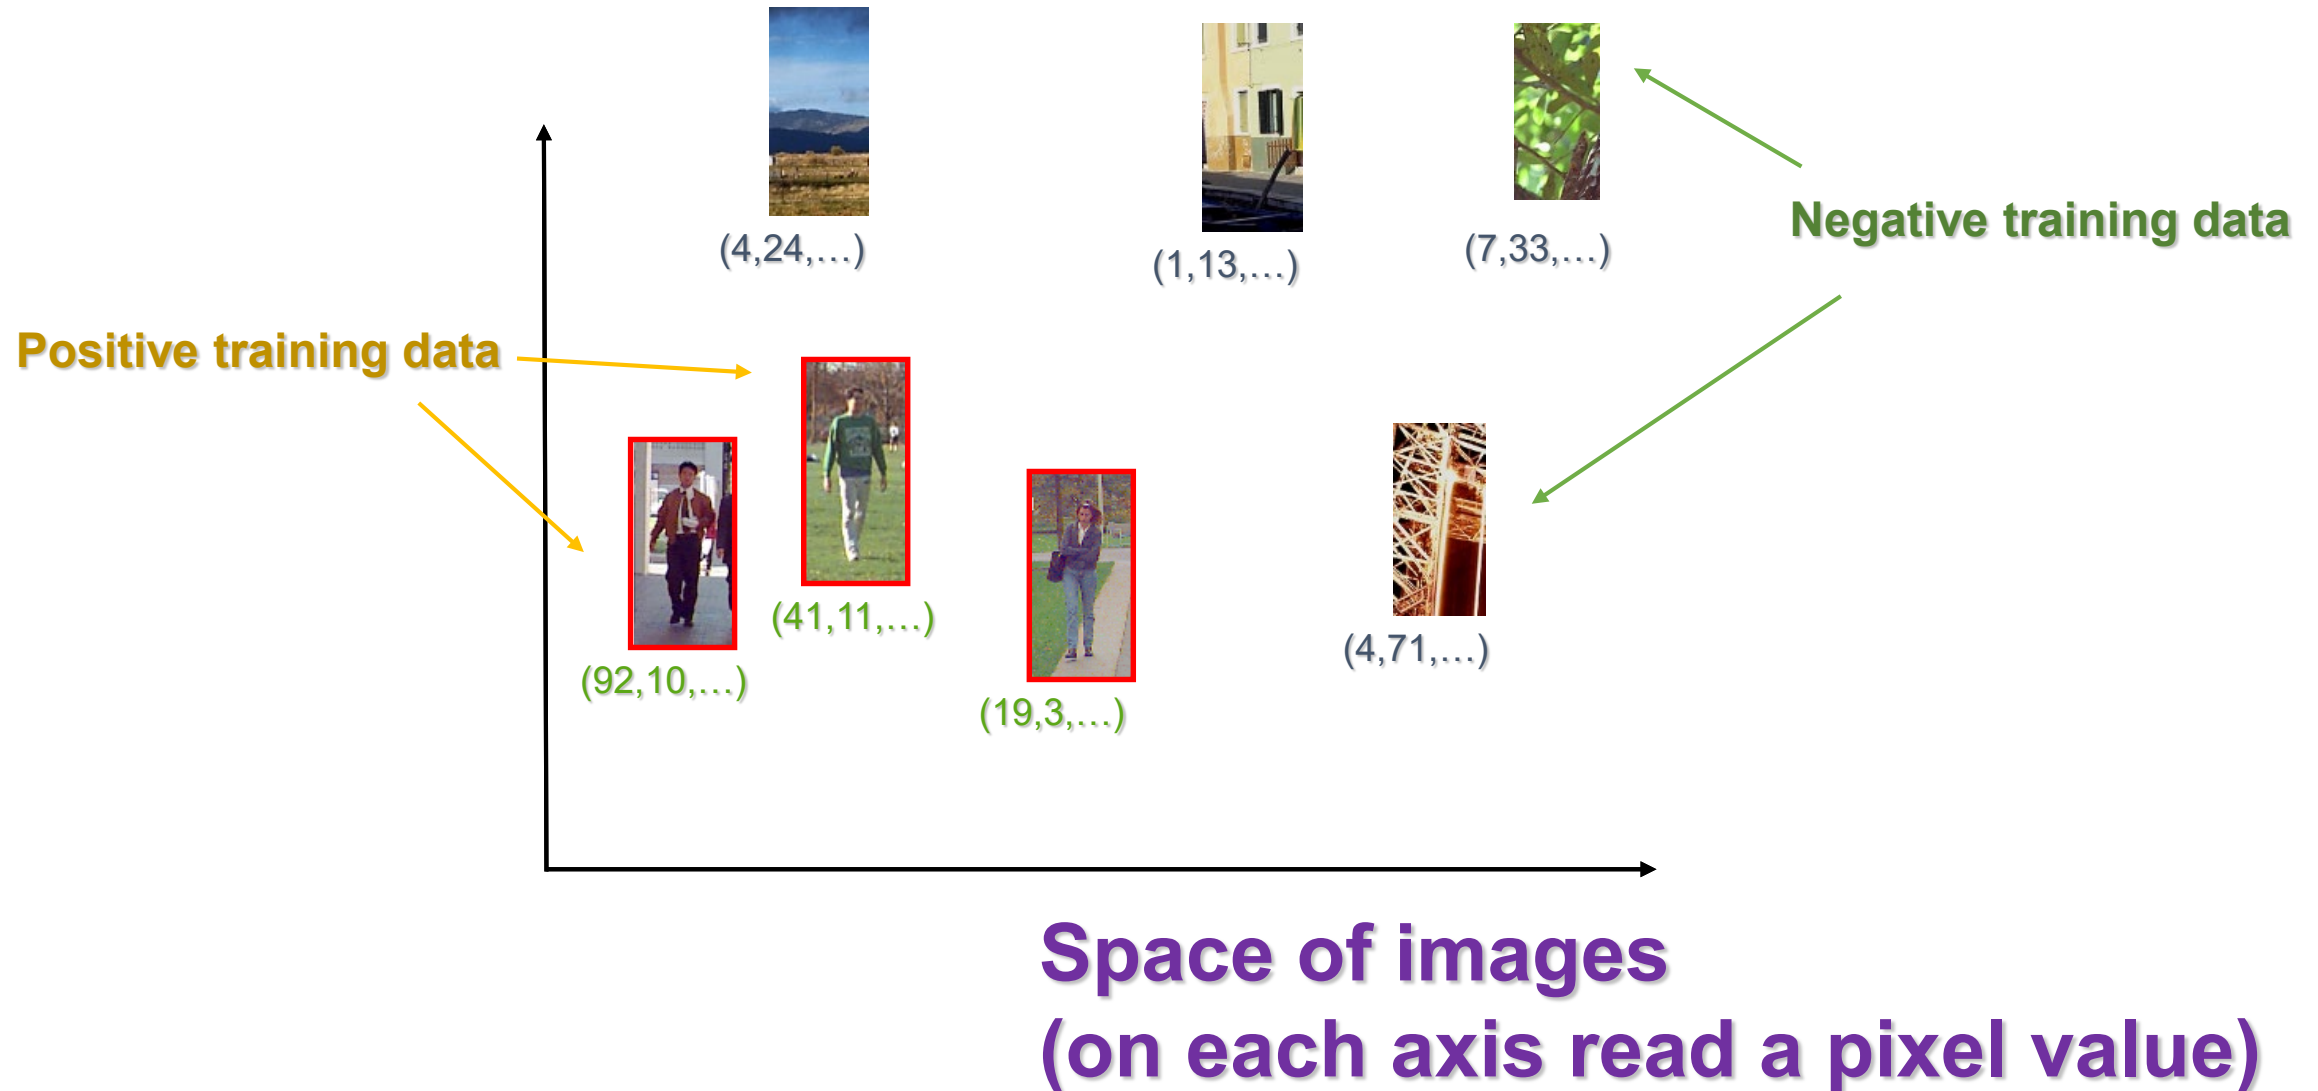 (4,24,…)
(1,13,…)
(7,33,…)
Negative training data
Positive training data
(41,11,…)
(92,10,…)
(19,3,…)
(4,71,…)
Space of images
(on each axis read a pixel value)